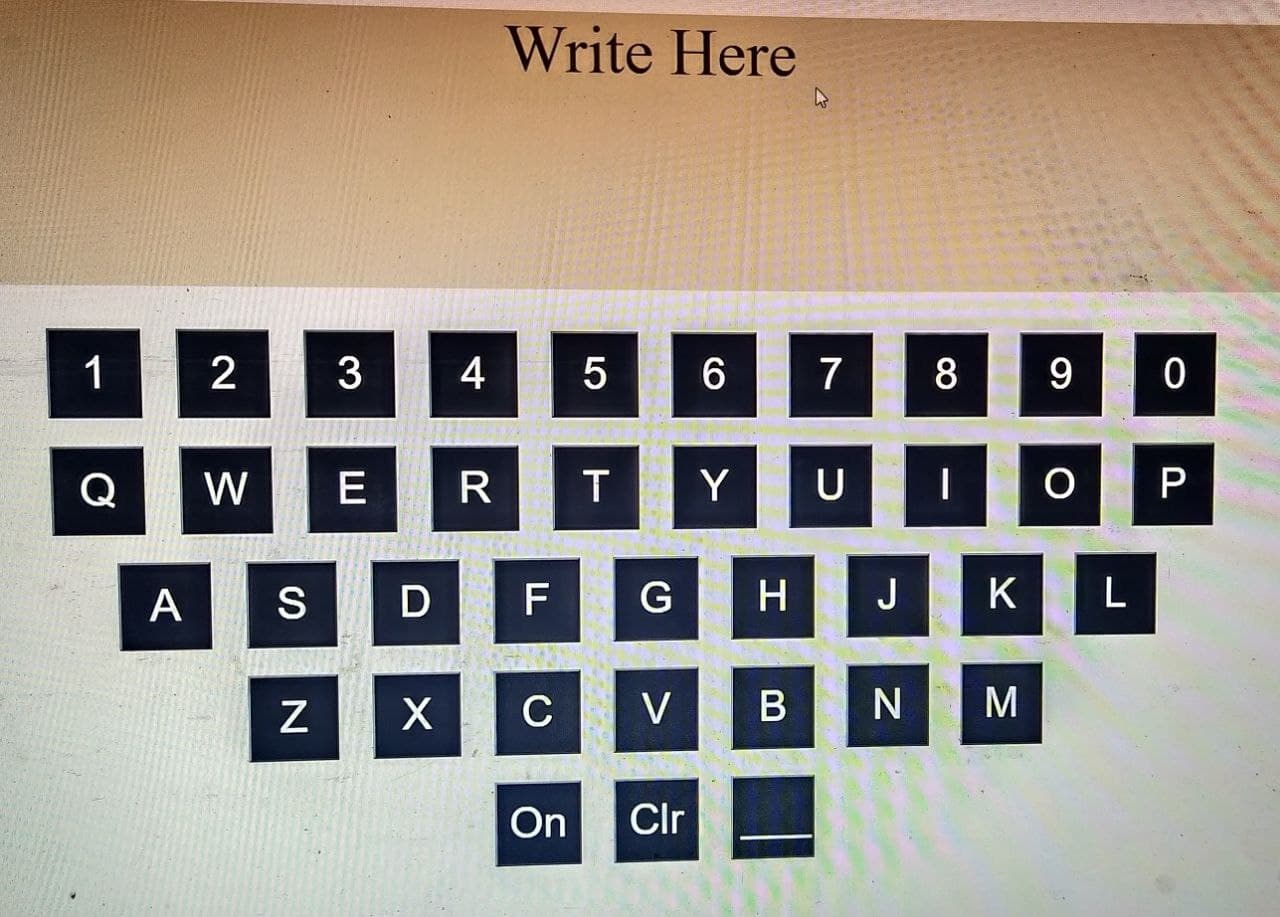 Write Here
1 2 3 4 5 6 7 8 9 0
Q W E R T Y U I O P
A S D F G H J K L
Z X C V B N M
On Clr ___